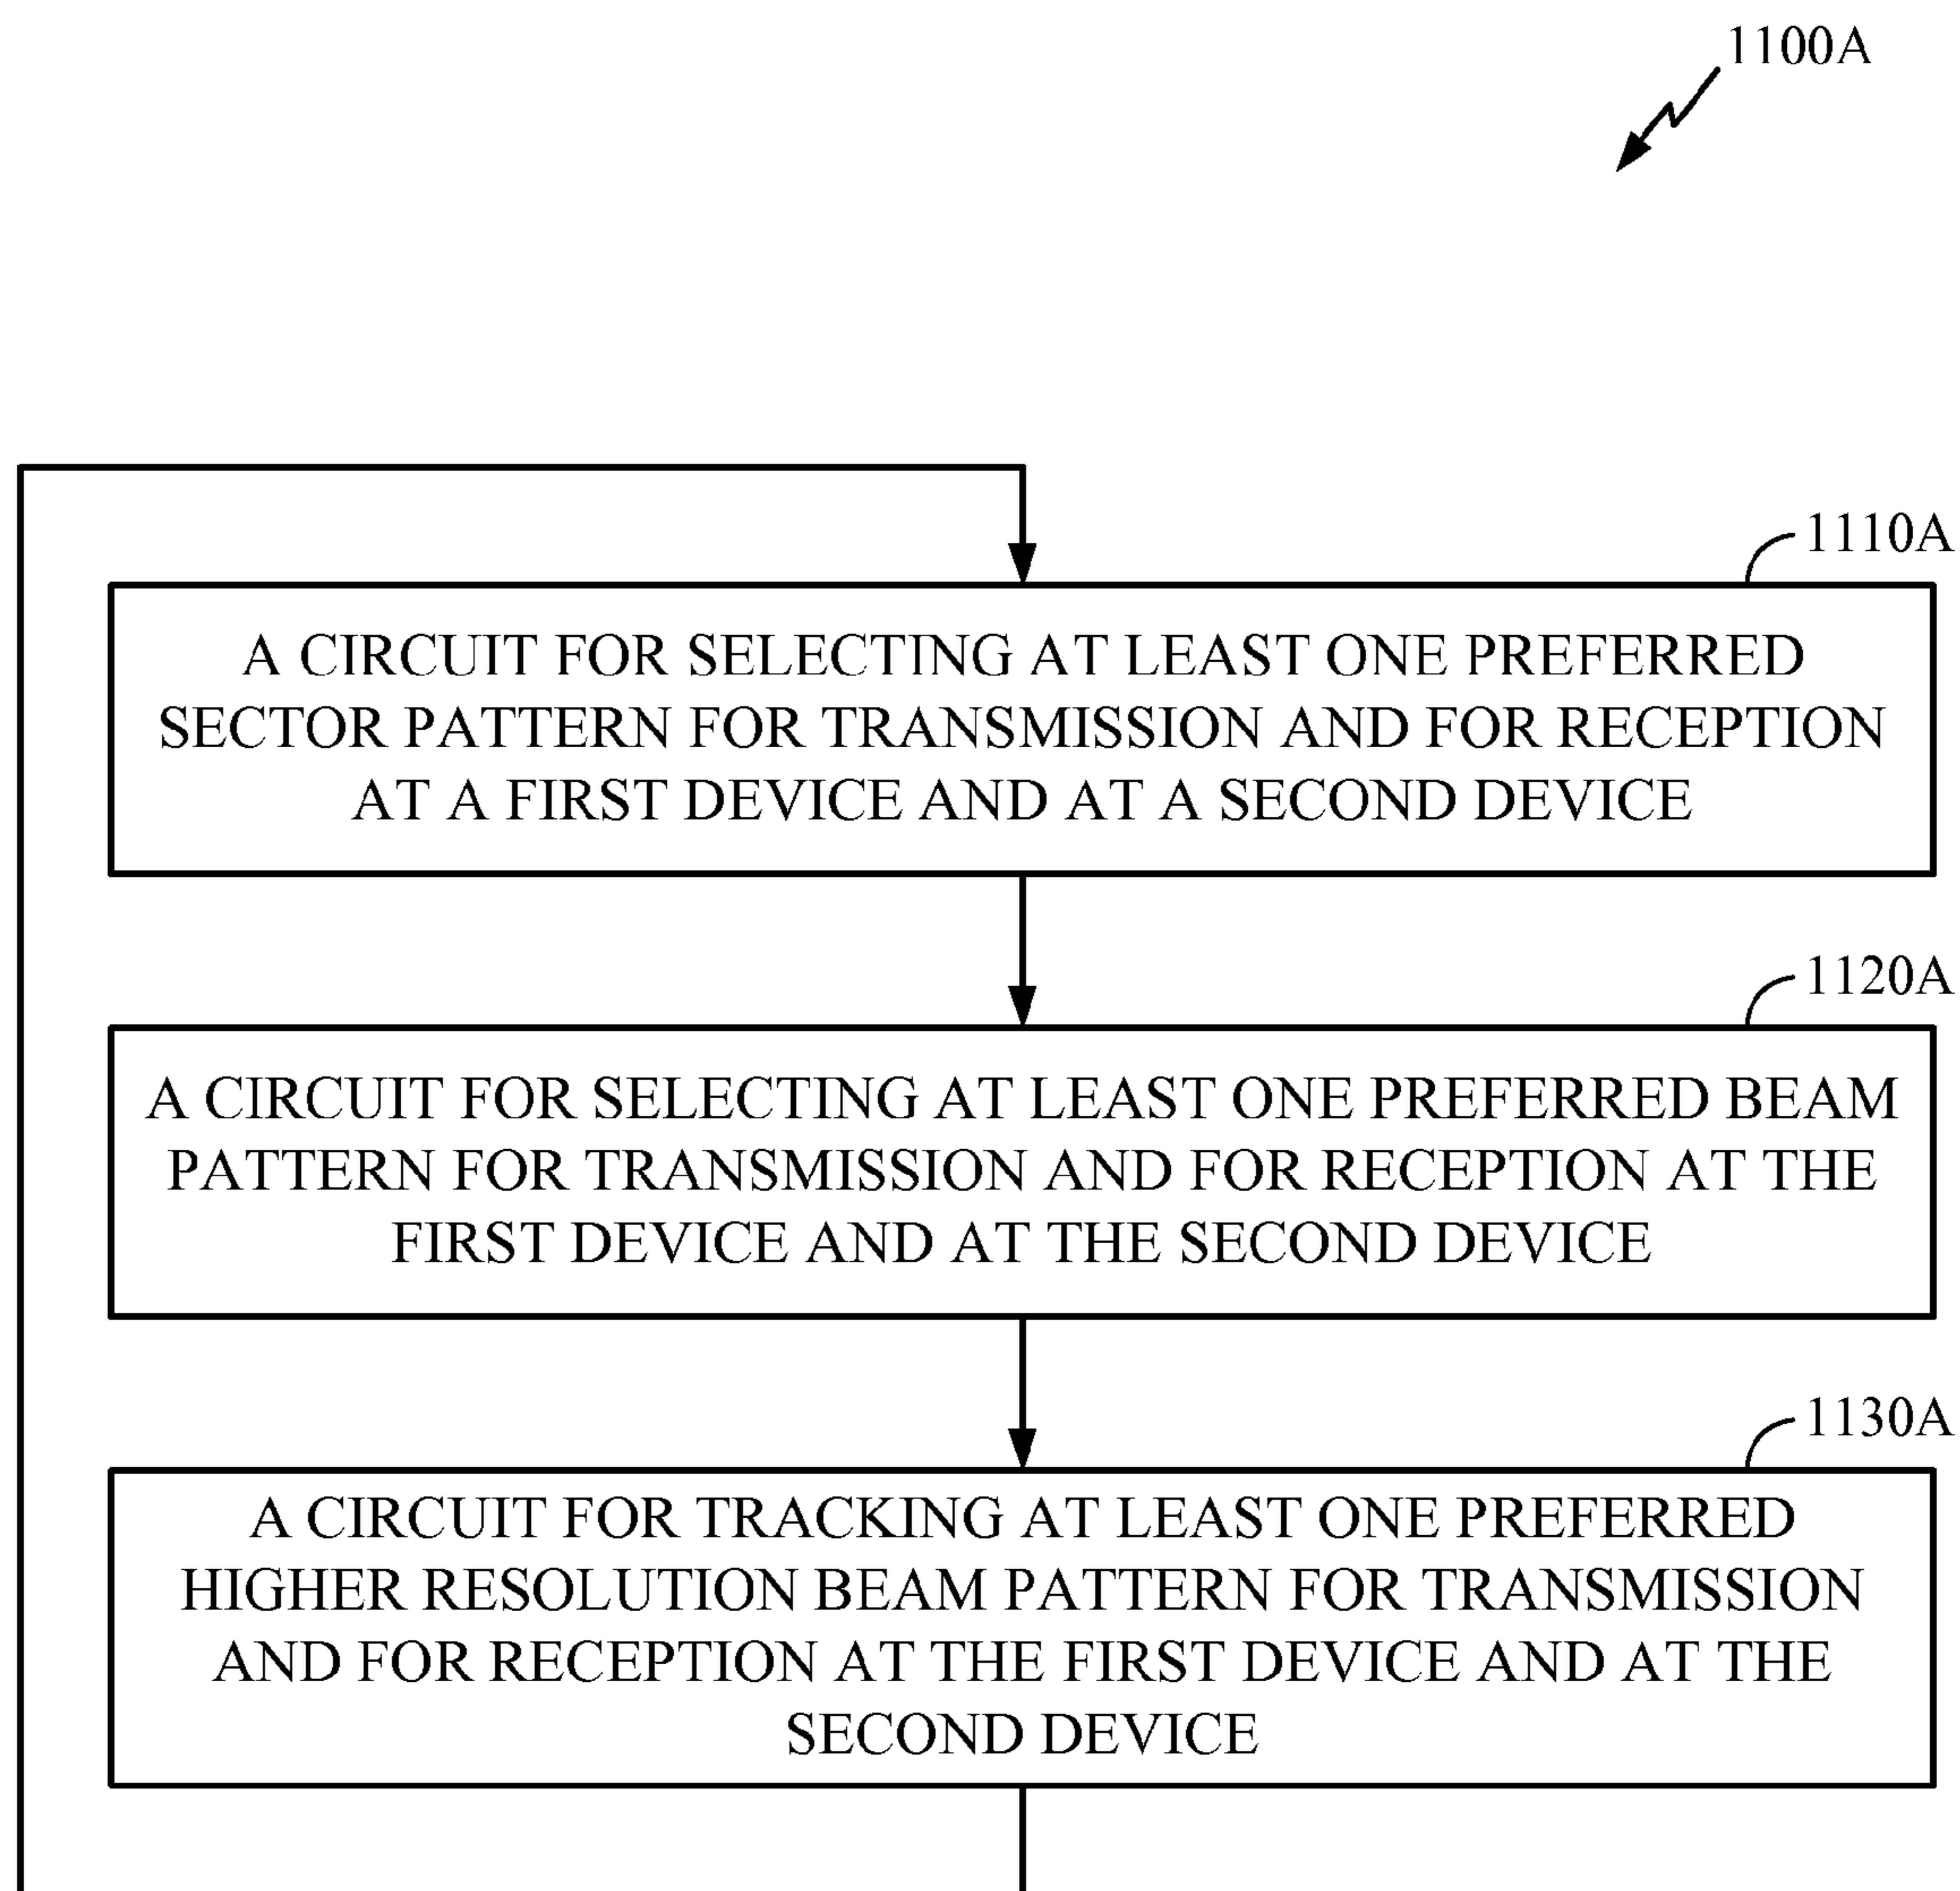 1100A
1110A
A CIRCUIT FOR SELECTING AT LEAST ONE PREFERRED
SECTOR PATTERN FOR TRANSMISSION AND FOR RECEPTION
AT A FIRST DEVICE AND AT A SECOND DEVICE
1120A
A CIRCUIT FOR SELECTING AT LEAST ONE PREFERRED BEAM
PATTERN FOR TRANSMISSION AND FOR RECEPTION AT THE
FIRST DEVICE AND AT THE SECOND DEVICE
1130A
A CIRCUIT FOR TRACKING AT LEAST ONE PREFERRED
HIGHER RESOLUTION BEAM PATTERN FOR TRANSMISSION
AND FOR RECEPTION AT THE FIRST DEVICE AND AT THE
SECOND DEVICE